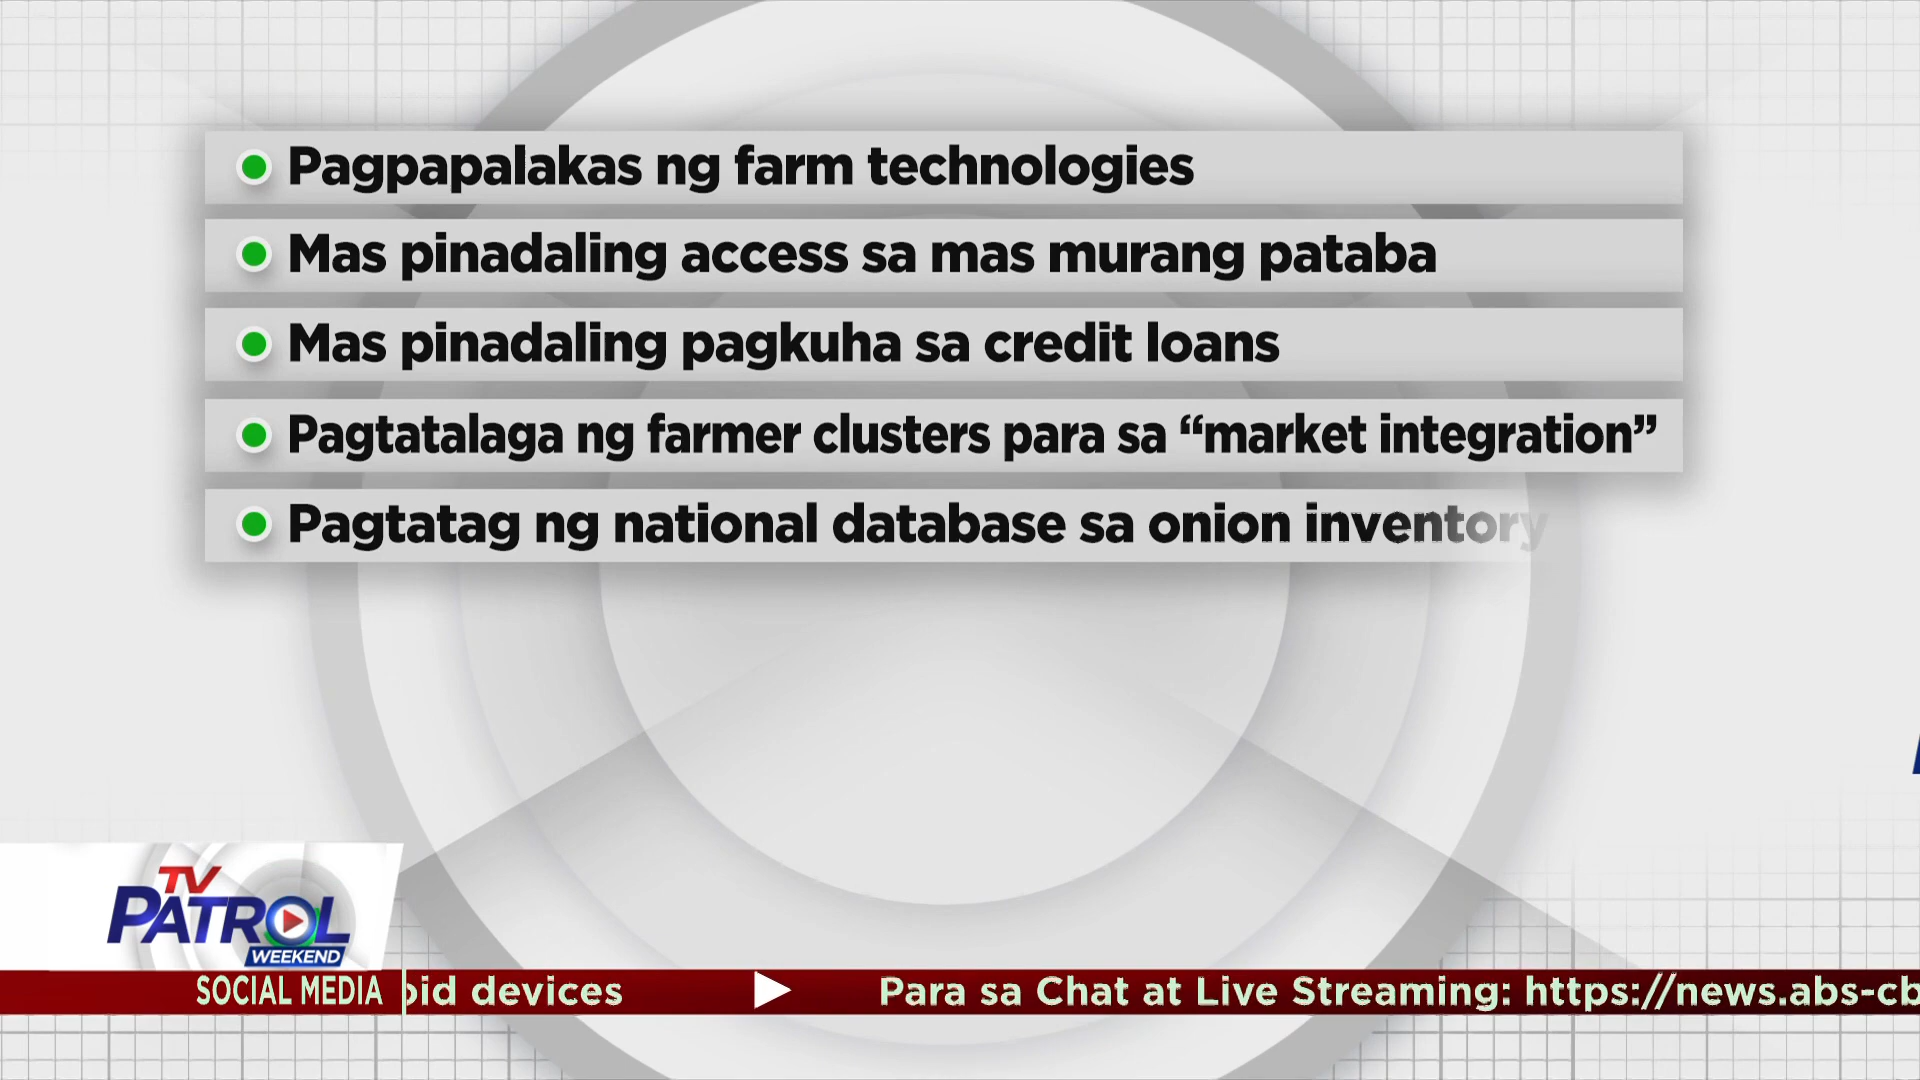 Pagpapalakas ng farm technologies
Mas pinadaling access sa mas murang pataba
Mas pinadaling pagkuha sa credit loans
Pagtatalaga ng farmer clusters para sa “market integration”
Pagtatag ng national database sa onion inventory
TV
PATROL
WEEKEND
SOCIAL MEDIA
oid devices
Para sa Chat at Live Streaming: https://news.abs-cb